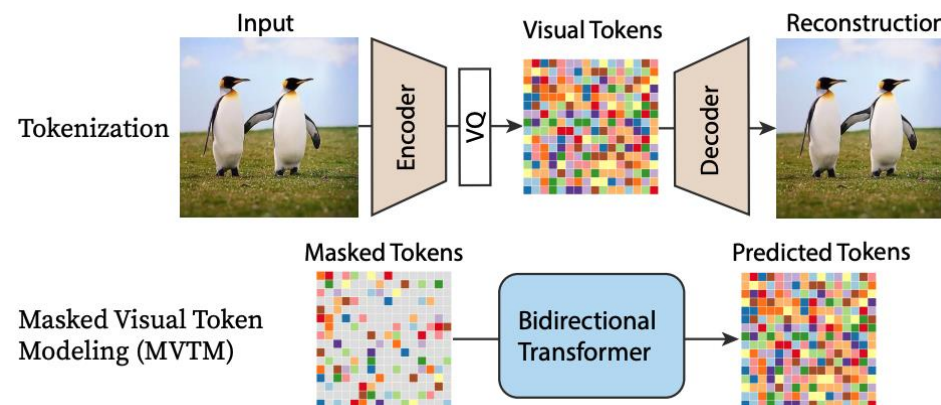 Input
Visual Tokens
Reconstruction
Tokenization
Encoder
VQ
Decoder
Masked Tokens
Predicted Tokens
Masked Visual Token
Modeling (MVTM)
Bidirectional
Transformer